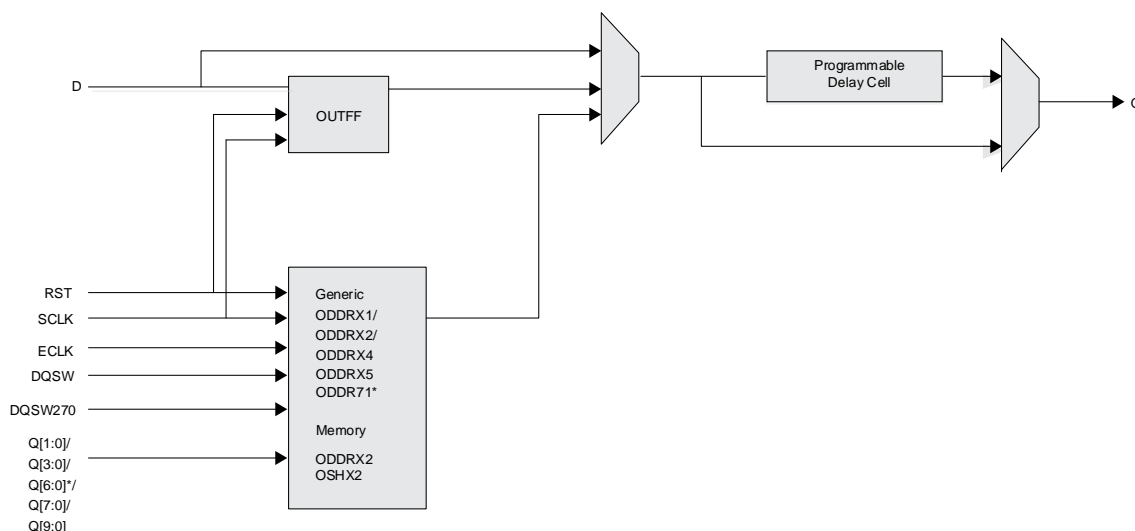 Programmable
Delay Cell
D
OUTFF
RST
SCLK
ECLK
DQSW
DQSW270
Q[1:0]/
Q[3:0]/
Q[6:0]*/
Q[7:0]/
Q[9:0]
Generic
ODDRX1/
ODDRX2/
ODDRX4
ODDRX5
ODDR71*
Memory
ODDRX2
OSHX2